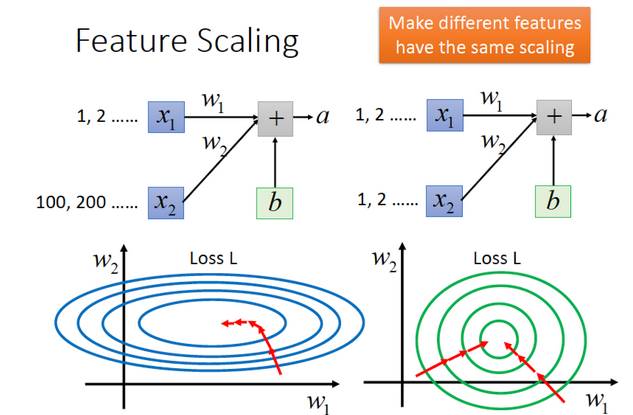 Feature Scaling
Make different features
have the same scaling
1, 2 ......
x₁
w₁
w₂
+
a
100, 200 ......
x₂
b
1, 2 ......
x₁
w₁
w₂
+
a
1, 2 ......
x₂
b
w₂
Loss L
w₁
w₂
Loss L
w₁